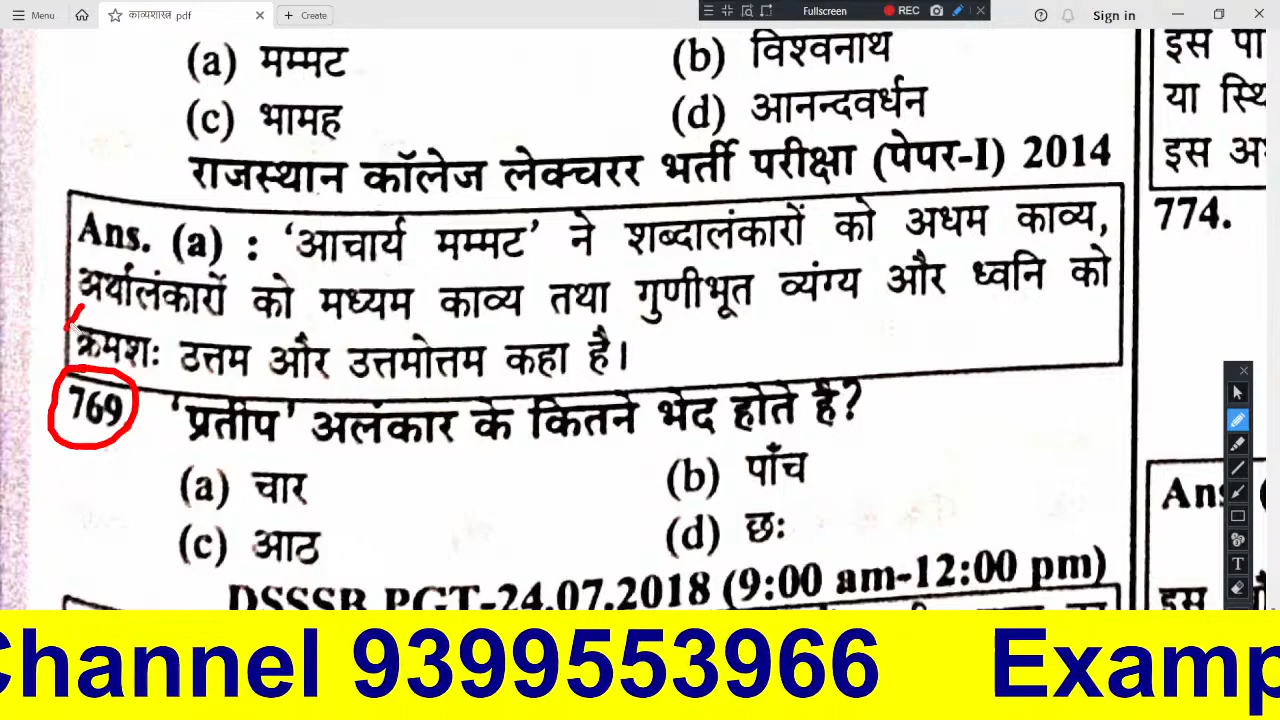 Menu
काव्यशास्त्र pdf
Create
Fullscreen
REC
Sign in
(a) मम्मट (b) विश्वनाथ
(c) भामह (d) आनन्दवर्धन
राजस्थान कॉलेज लेक्चरर भर्ती परीक्षा (पेपर-I) 2014
Ans. (a) : ‘आचार्य मम्मट’ ने शब्दालंकारों को अधम काव्य,
अर्थालंकारों को मध्यम काव्य तथा गुणीभूत व्यंग्य और ध्वनि को
क्रमशः उत्तम और उत्तमोत्तम कहा है।
769 ‘प्रतीप’ अलंकार के कितने भेद होते है?
(a) चार (b) पाँच
(c) आठ (d) छः
DSSSB PGT-24.07.2018 (9:00 am-12:00 pm)
इस पा
या
इस
774.
Ans
इस
Channel 9399553966 Examp